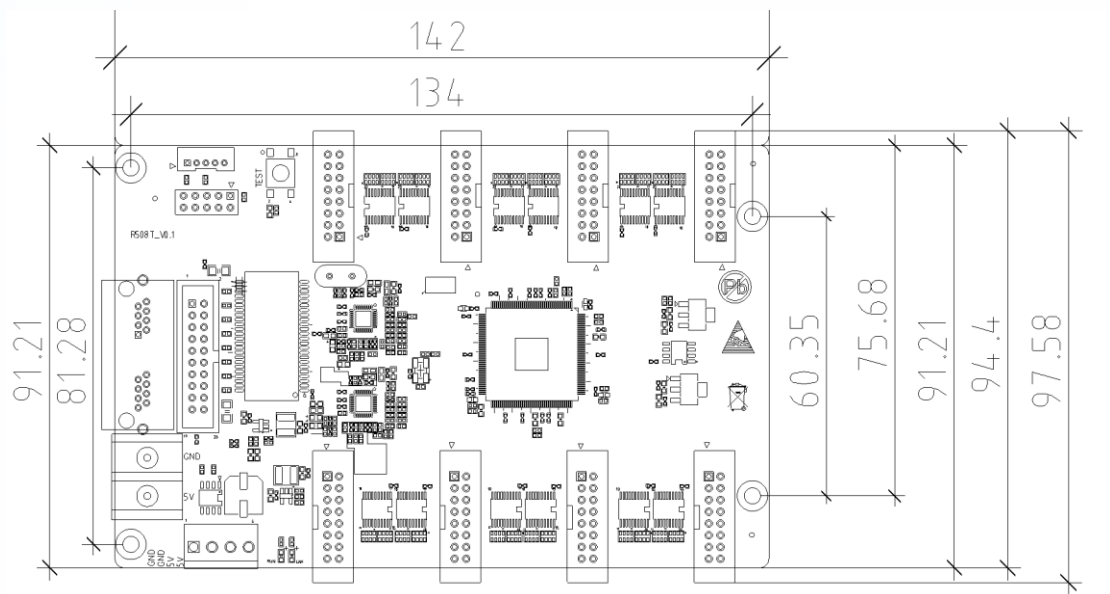 142
134
TEST
R508T_V0.1
Pb
91.21
81.28
60.35
75.68
91.21
94.4
97.58
GND
5V
GND
GND
5V
5V